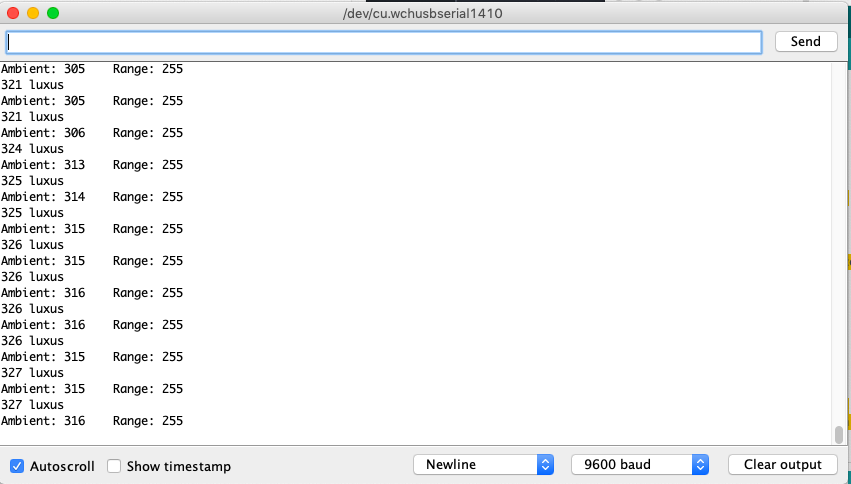 /dev/cu.wchusbserial1410
Send
Ambient: 305    Range: 255
321 luxus
Ambient: 305    Range: 255
321 luxus
Ambient: 306    Range: 255
324 luxus
Ambient: 313    Range: 255
325 luxus
Ambient: 314    Range: 255
325 luxus
Ambient: 315    Range: 255
326 luxus
Ambient: 315    Range: 255
326 luxus
Ambient: 316    Range: 255
326 luxus
Ambient: 316    Range: 255
326 luxus
Ambient: 315    Range: 255
327 luxus
Ambient: 315    Range: 255
327 luxus
Ambient: 316    Range: 255
Autoscroll Show timestamp Newline 9600 baud Clear output